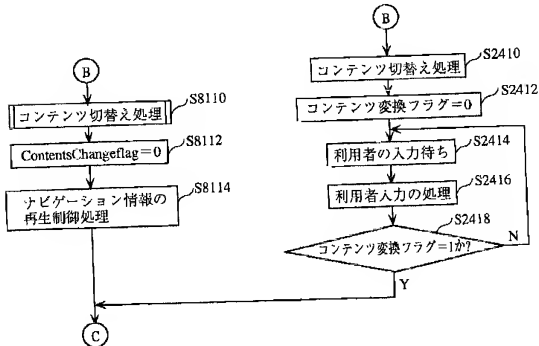 B
S8110
コンテンツ切替え処理
S8112
ContentsChangeflag=0
S8114
ナビゲーション情報の
再生制御処理
C
B
S2410
コンテンツ切替え処理
S2412
コンテンツ変換フラグ=0
S2414
利用者の入力待ち
S2416
利用者入力の処理
S2418
コンテンツ変換フラグ=1か?
N
Y